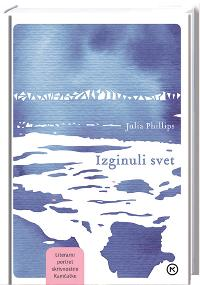 Julia Phillips
Izginuli svet
Literarni
portret
skrivnostne
Kamčatke